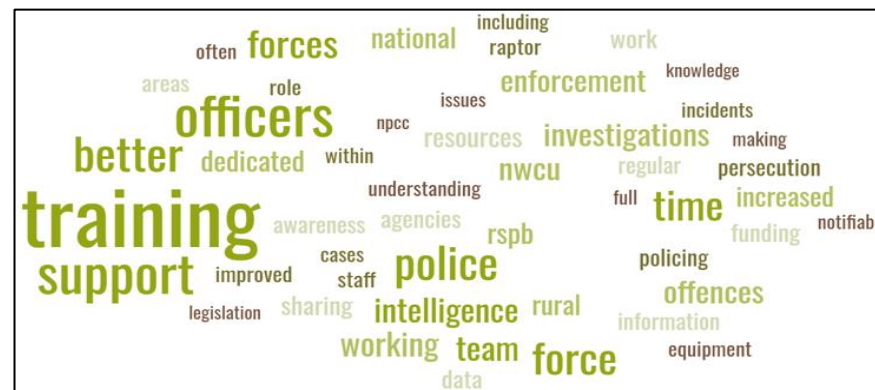 including
often forces national raptor work
areas role enforcement knowledge
officers issues incidents
npcc resources investigations making
better dedicated within nwcu regular persecution
understanding full time increased
training awareness agencies rspb funding notifiab
support improved cases police policing
staff offences
legislation sharing intelligence rural information
working team force equipment
data